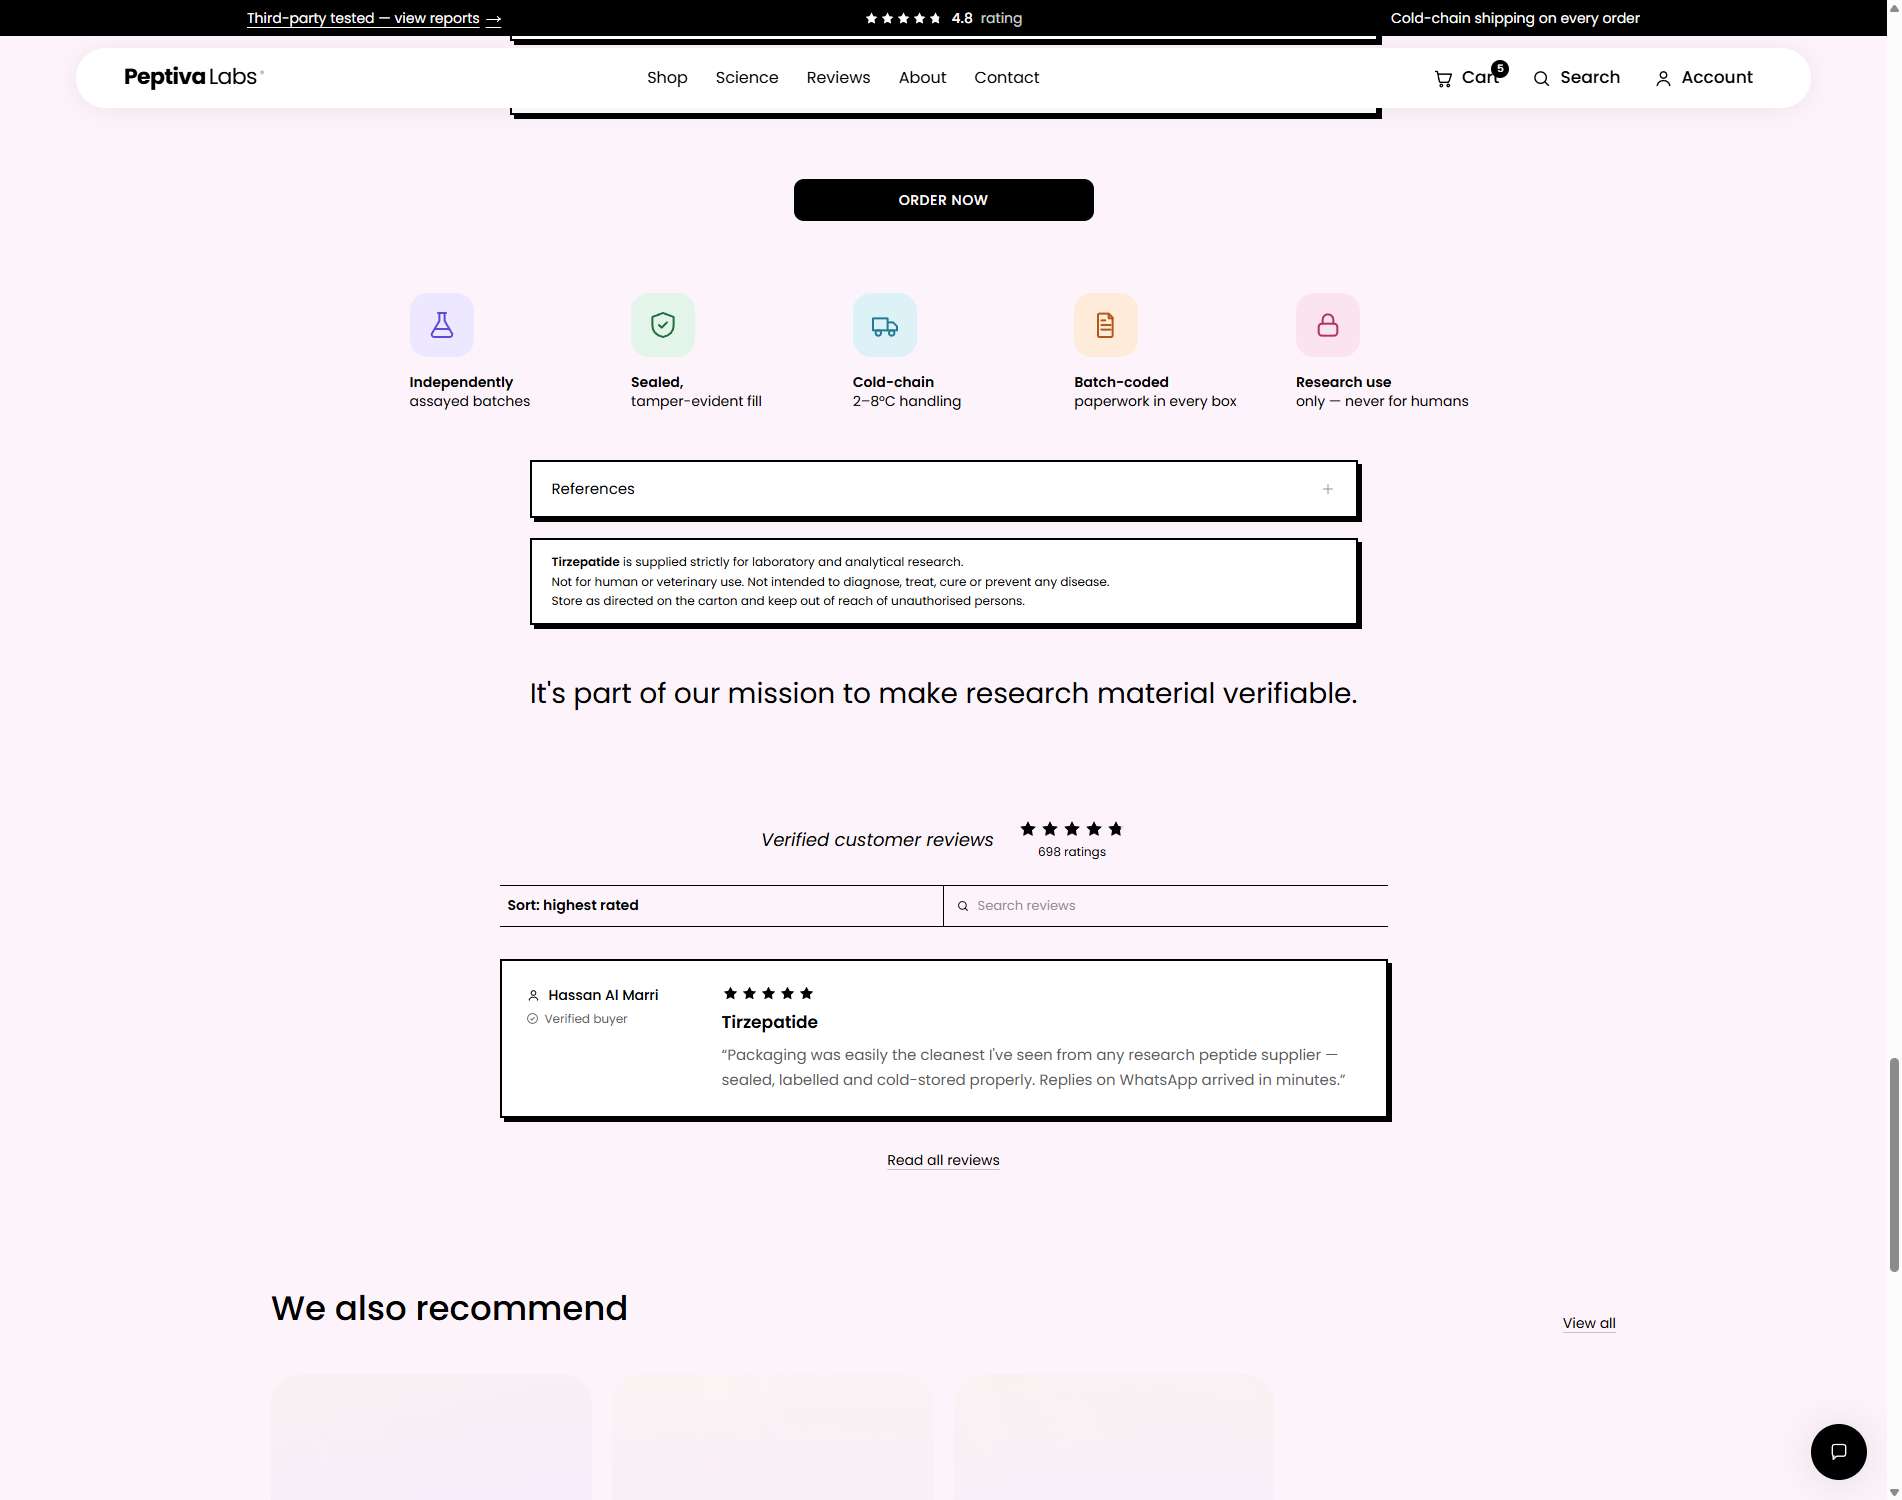 Third-party tested — view reports →
4.8 rating
Cold-chain shipping on every order
Peptiva Labs
Shop Science Reviews About Contact
Cart 5 Search Account
ORDER NOW
Independently
assayed batches
Sealed,
tamper-evident fill
Cold-chain
2–8°C handling
Batch-coded
paperwork in every box
Research use
only — never for humans
References
Tirzepatide is supplied strictly for laboratory and analytical research.
Not for human or veterinary use. Not intended to diagnose, treat, cure or prevent any disease.
Store as directed on the carton and keep out of reach of unauthorised persons.
It's part of our mission to make research material verifiable.
Verified customer reviews
698 ratings
Sort: highest rated
Search reviews
Hassan Al Marri
Verified buyer
Tirzepatide
“Packaging was easily the cleanest I've seen from any research peptide supplier —
sealed, labelled and cold-stored properly. Replies on WhatsApp arrived in minutes.”
Read all reviews
We also recommend
View all